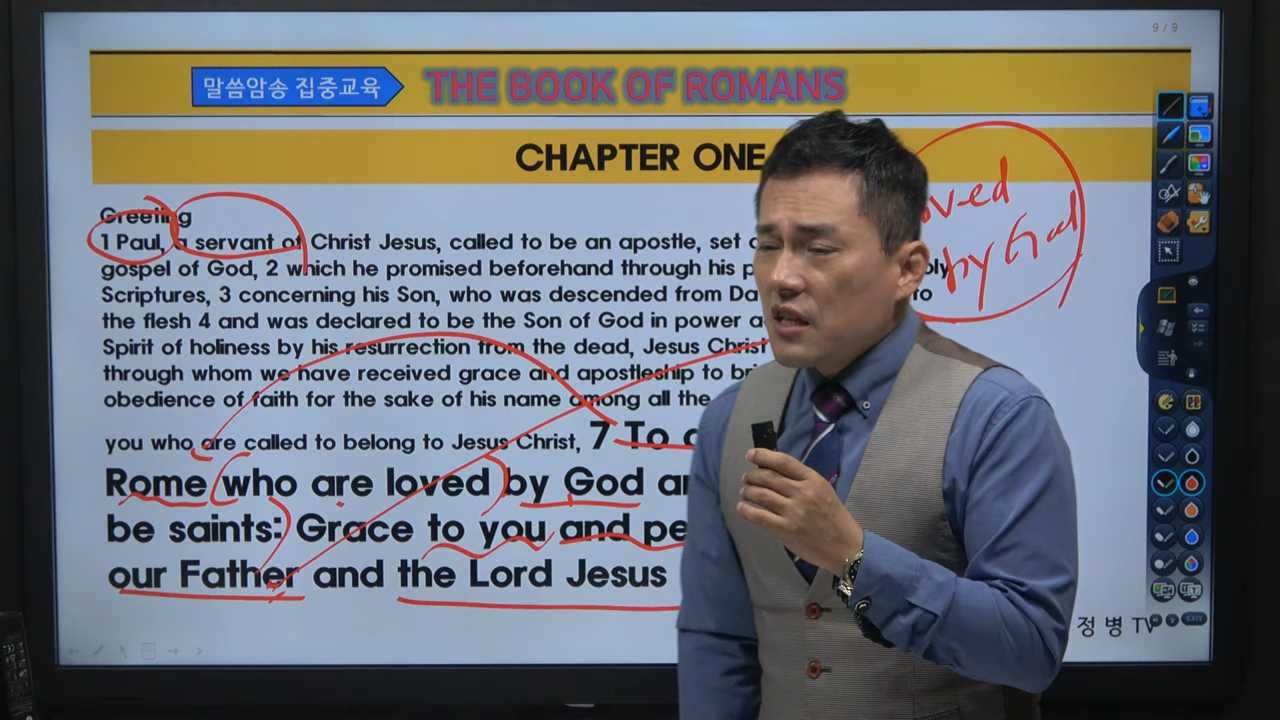 9 / 9
말씀암송 집중교육
THE BOOK OF ROMANS
CHAPTER ONE
Greeting
1 Paul, a servant of Christ Jesus, called to be an apostle, set
gospel of God, 2 which he promised beforehand through his
Scriptures, 3 concerning his Son, who was descended from to
the flesh 4 and was declared to be the Son of God in power
Spirit of holiness by his resurrection from the dead, Jesus Christ
through whom we have received grace and apostleship to
obedience of faith for the sake of his name among all the
you who are called to belong to Jesus Christ, 7 To
Rome who are loved by God
be saints: Grace to you and
our Father and the Lord Jesus
by God
정병TV
EXIT